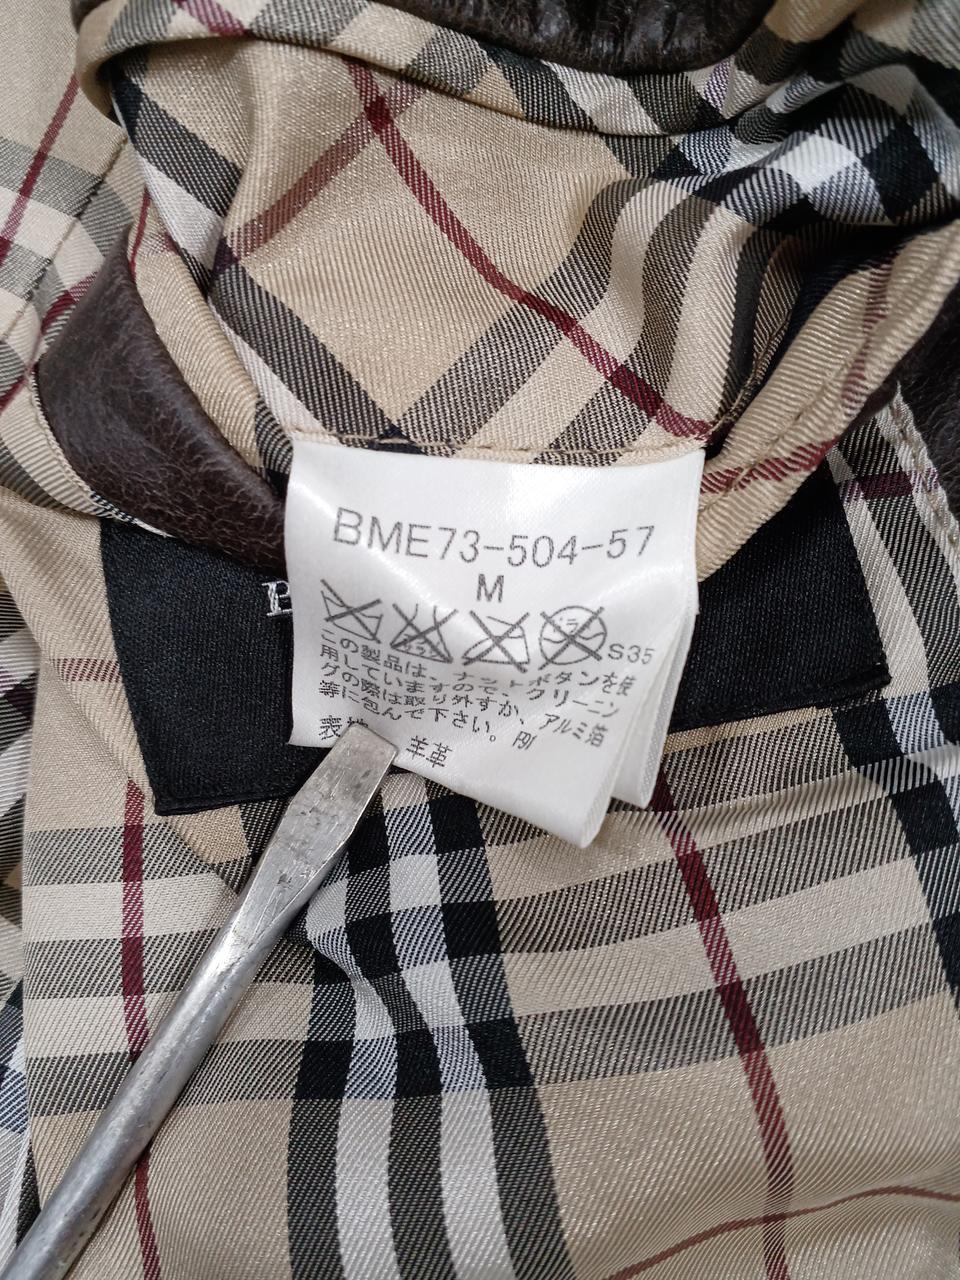 BME73-504-57
M
S35
この製品は、ナットボタンを使
用していますので、クリーニン
グの際は取り外すか、アルミ箔
等に包んで下さい。
羊革
B